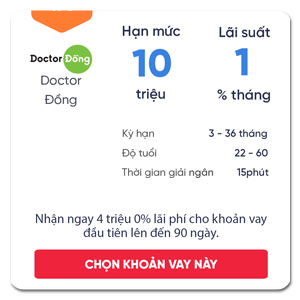 Hạn mức
Lãi suất
Doctor Đồng
10
1
Doctor
Đồng
triệu
% tháng
Kỳ hạn 3 - 36 tháng
Độ tuổi 22 - 60
Thời gian giải ngân 15phút
Nhận ngay 4 triệu 0% lãi phí cho khoản vay
đầu tiên lên đến 90 ngày.
CHỌN KHOẢN VAY NÀY